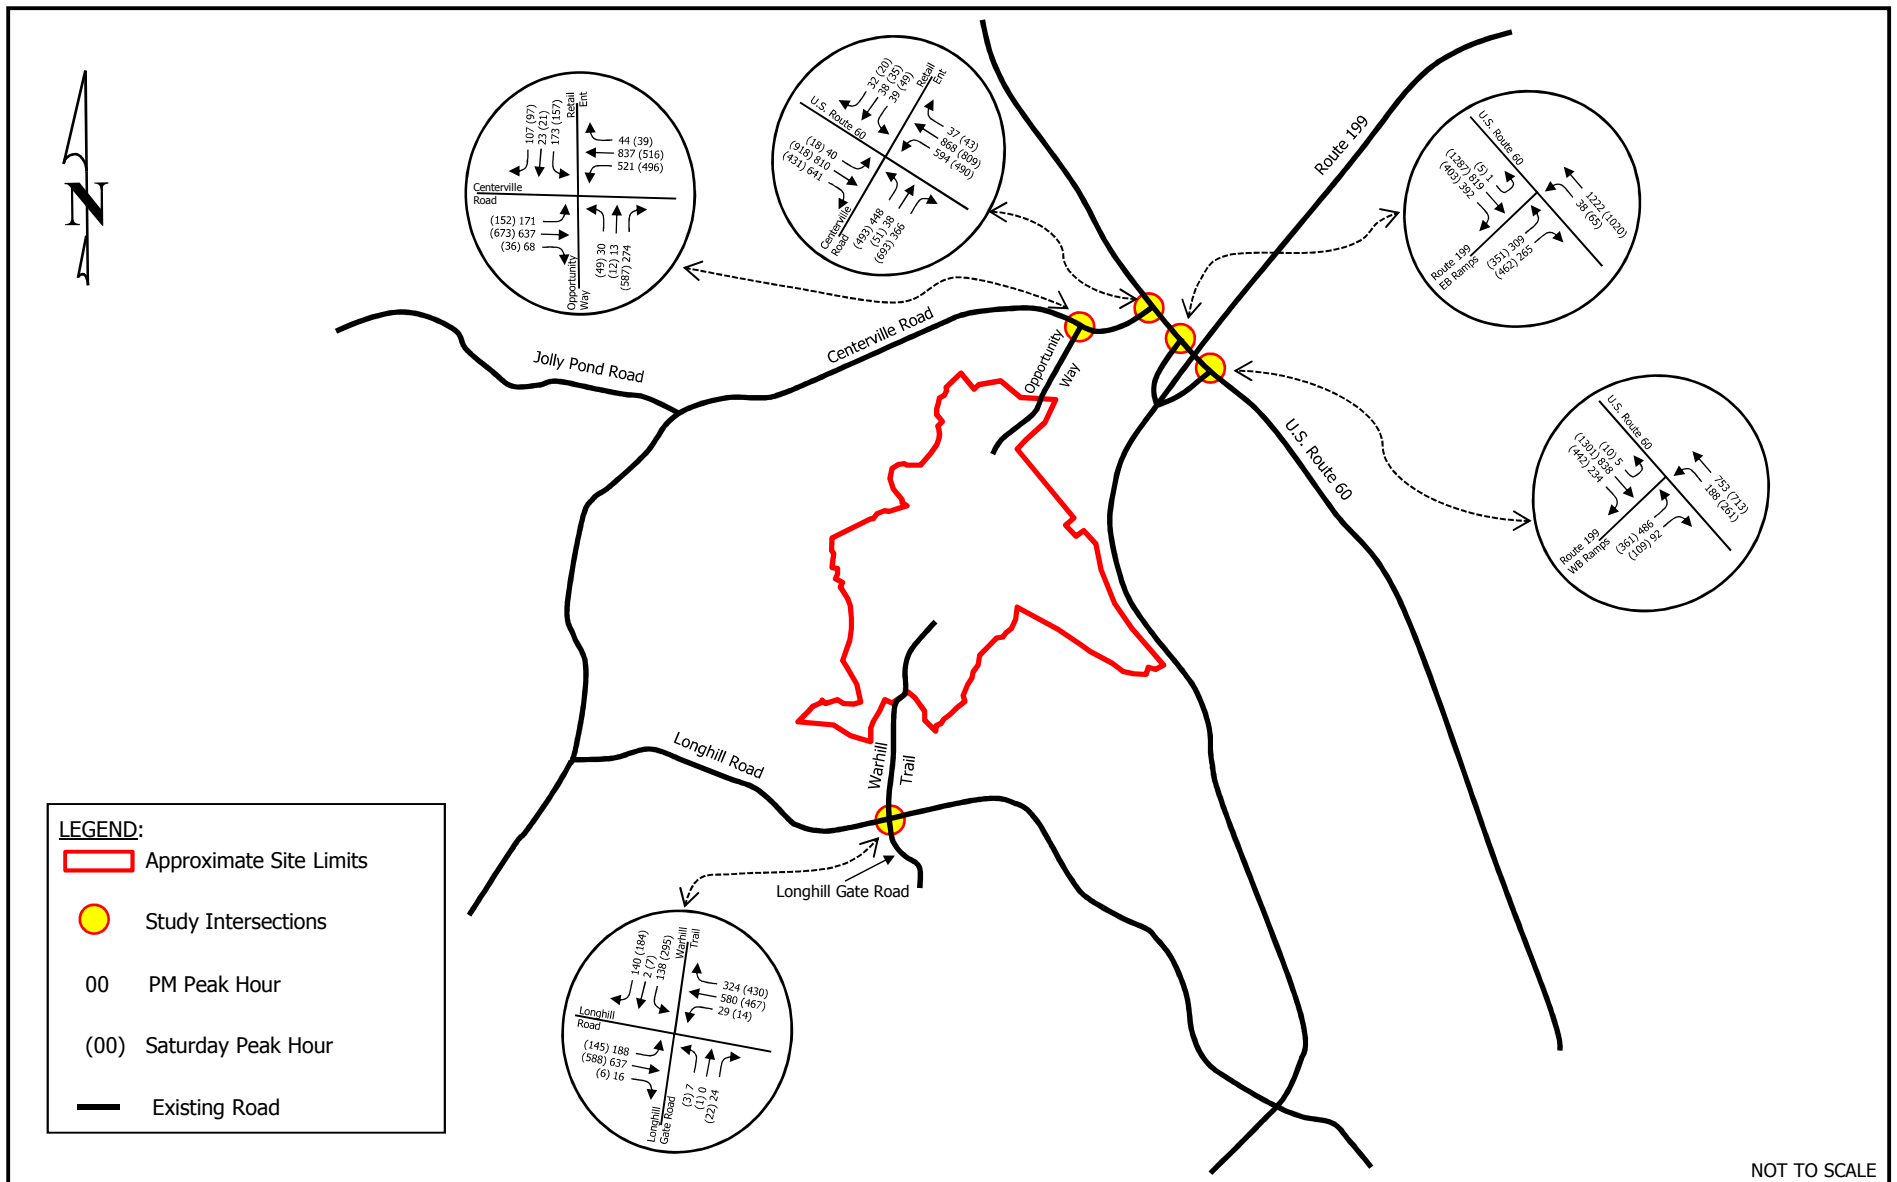 N
107 (97)
23 (21)
173 (157)
Retail
Ent
44 (39)
837 (516)
521 (496)
Centerville
Road
(152) 171
(673) 637
(36) 68
Opportunity
Way
(49) 30
(12) 13
(587) 274
32 (20)
38 (35)
39 (49)
Retail
Ent
U.S. Route 60
37 (43)
868 (809)
594 (490)
(18) 40
(918) 810
(431) 641
Centerville
Road
(493) 448
(51) 38
(693) 366
U.S. Route 60
(5) 1
(1287) 819
(403) 392
1222 (1020)
38 (65)
Route 199
EB Ramps
(351) 309
(462) 265
U.S. Route 60
(10) 5
(1301) 838
(442) 234
753 (713)
188 (261)
Route 199
WB Ramps
(361) 486
(109) 92
Route 199
Jolly Pond Road
Centerville Road
Opportunity
Way
U.S. Route 60
Longhill Road
Warhill
Trail
Longhill Gate Road
140 (184)
2 (7)
138 (295)
Warhill
Trail
324 (430)
580 (467)
29 (14)
Longhill
Road
(145) 188
(588) 637
(6) 16
Longhill
Gate Road
(3) 7
(1) 0
(22) 24
LEGEND:
Approximate Site Limits
Study Intersections
00 PM Peak Hour
(00) Saturday Peak Hour
Existing Road
NOT TO SCALE